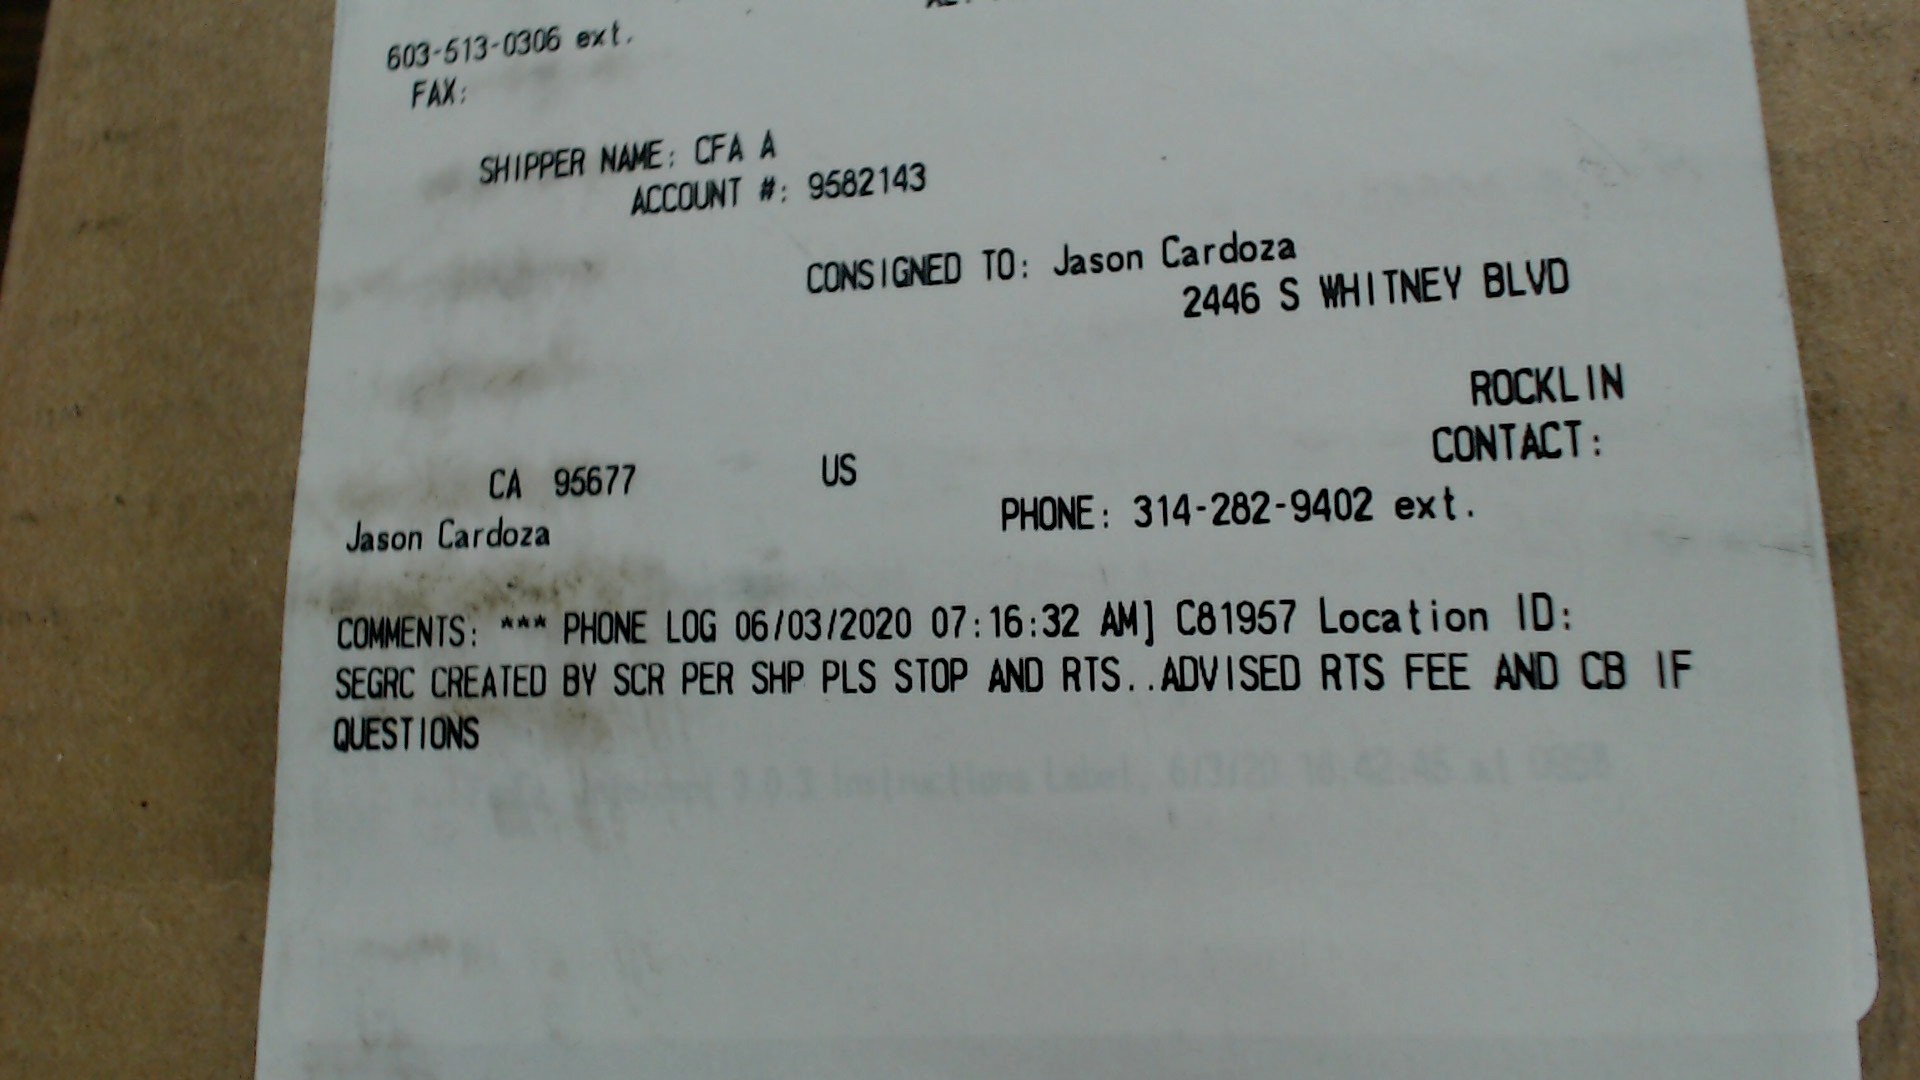 603-513-0306 ext.
FAX:
SHIPPER NAME: CFA A
ACCOUNT #: 9582143
CONSIGNED TO: Jason Cardoza
2446 S WHITNEY BLVD
ROCKLIN
CONTACT:
CA 95677 US
PHONE: 314-282-9402 ext.
Jason Cardoza
COMMENTS: *** PHONE LOG 06/03/2020 07:16:32 AM] C81957 Location ID:
SEGRC CREATED BY SCR PER SHP PLS STOP AND RTS..ADVISED RTS FEE AND CB IF
QUESTIONS
Instructions Label,